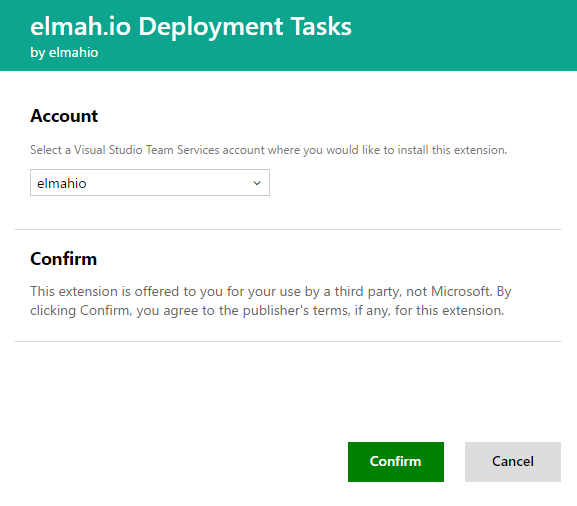 elmah.io Deployment Tasks
by elmahio
Account
Select a Visual Studio Team Services account where you would like to install this extension.
elmahio
Confirm
This extension is offered to you for your use by a third party, not Microsoft. By
clicking Confirm, you agree to the publisher's terms, if any, for this extension.
Confirm Cancel